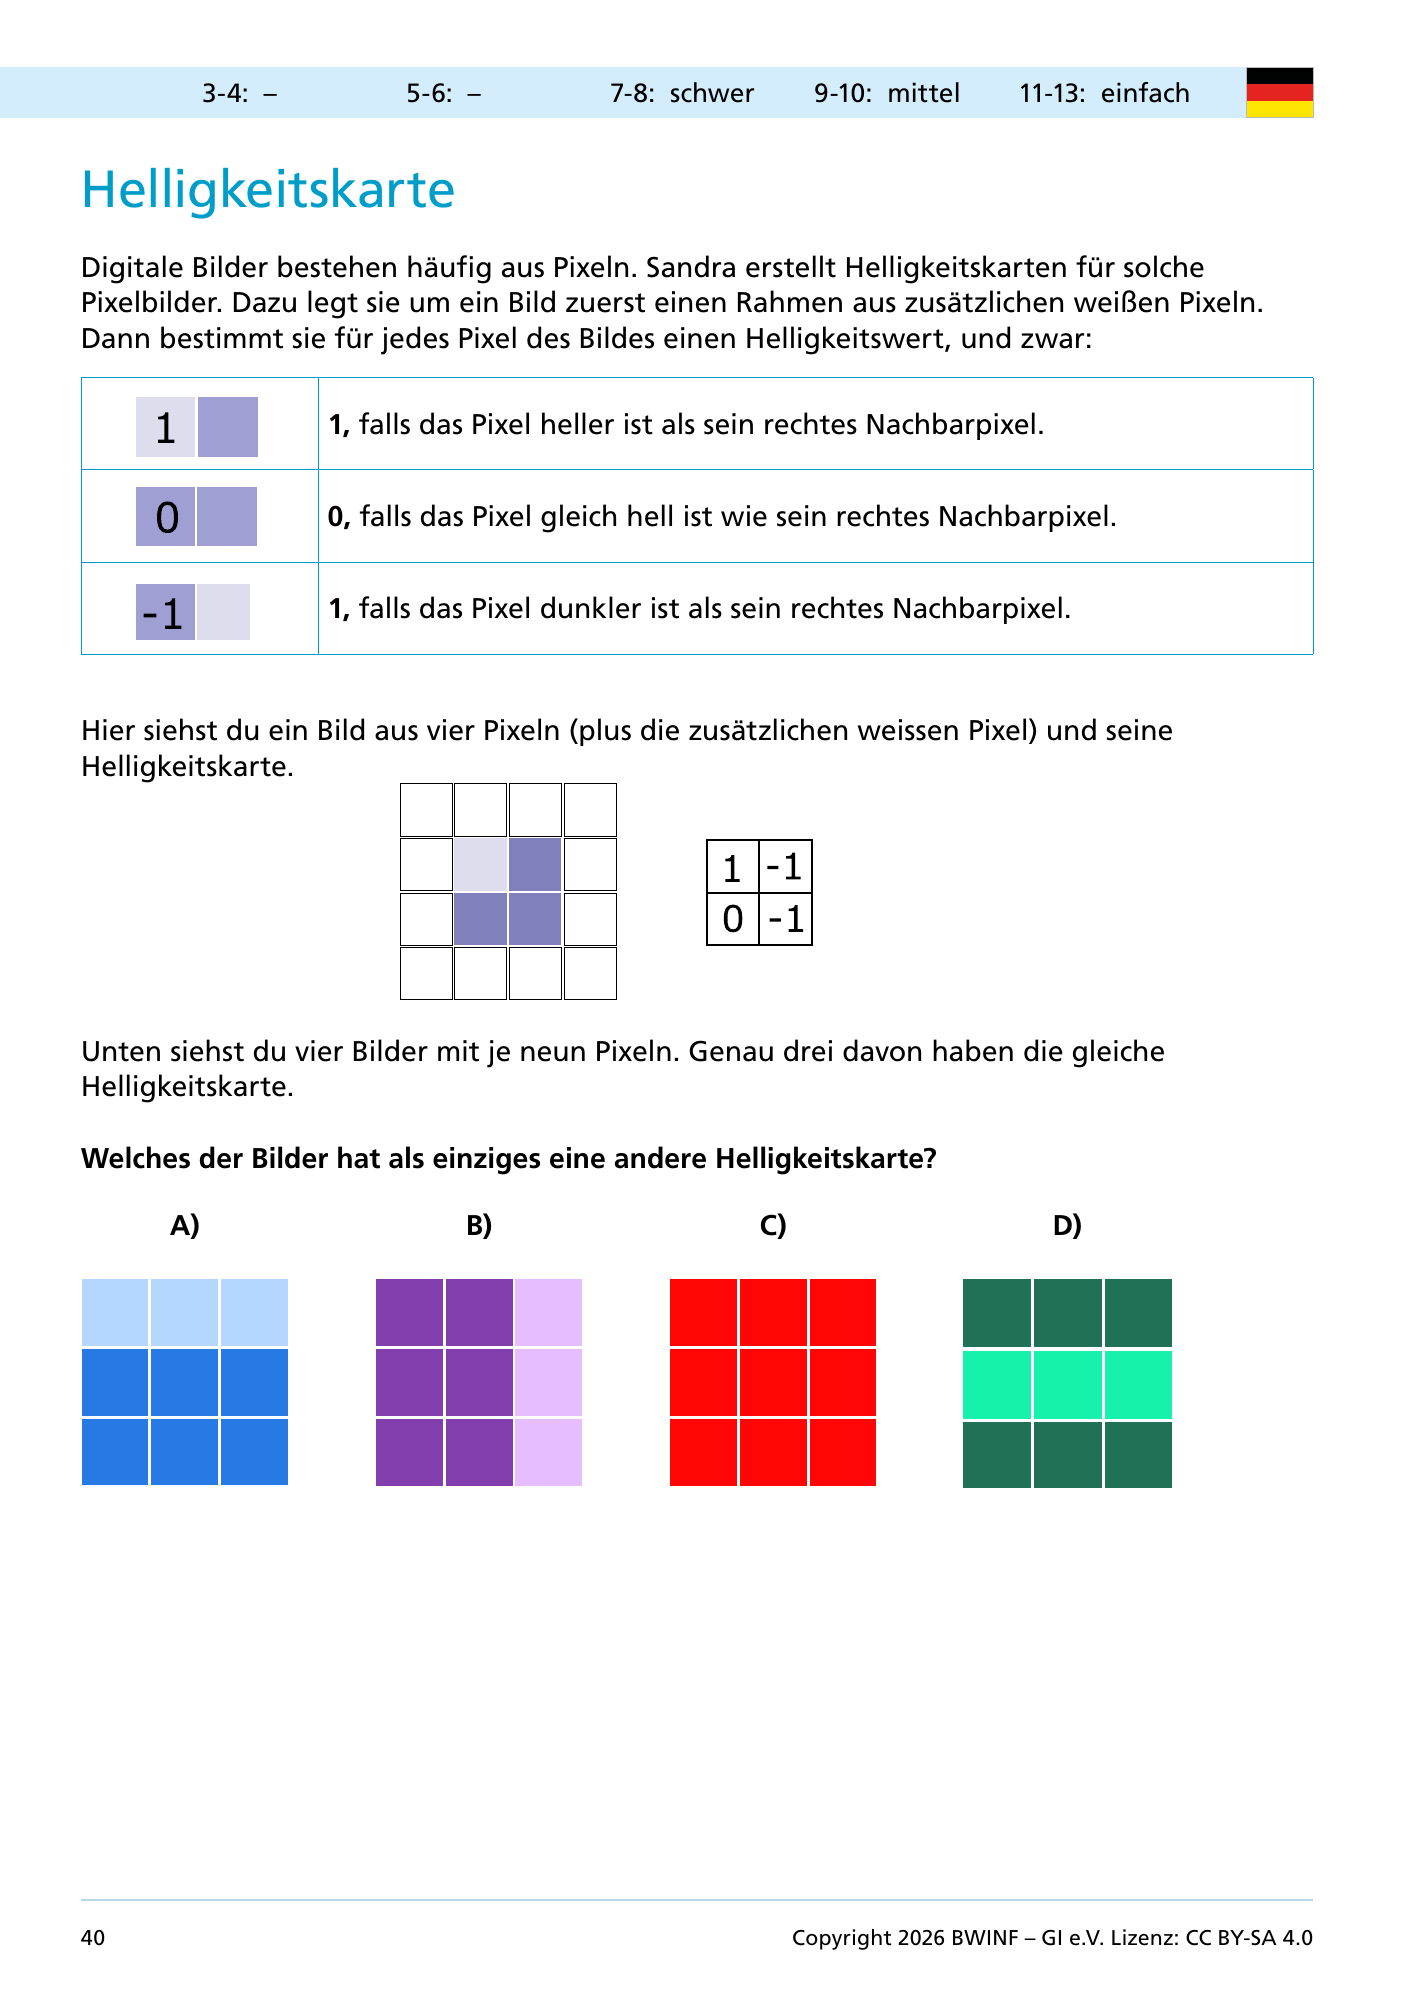 3-4: –  5-6: –  7-8: schwer  9-10: mittel  11-13: einfach
Helligkeitskarte
Digitale Bilder bestehen häufig aus Pixeln. Sandra erstellt Helligkeitskarten für solche
Pixelbilder. Dazu legt sie um ein Bild zuerst einen Rahmen aus zusätzlichen weißen Pixeln.
Dann bestimmt sie für jedes Pixel des Bildes einen Helligkeitswert, und zwar:
1  1, falls das Pixel heller ist als sein rechtes Nachbarpixel.
0  0, falls das Pixel gleich hell ist wie sein rechtes Nachbarpixel.
-1  1, falls das Pixel dunkler ist als sein rechtes Nachbarpixel.
Hier siehst du ein Bild aus vier Pixeln (plus die zusätzlichen weissen Pixel) und seine
Helligkeitskarte.
1 -1
0 -1
Unten siehst du vier Bilder mit je neun Pixeln. Genau drei davon haben die gleiche
Helligkeitskarte.
Welches der Bilder hat als einziges eine andere Helligkeitskarte?
A)  B)  C)  D)
40  Copyright 2026 BWINF – GI e.V. Lizenz: CC BY-SA 4.0